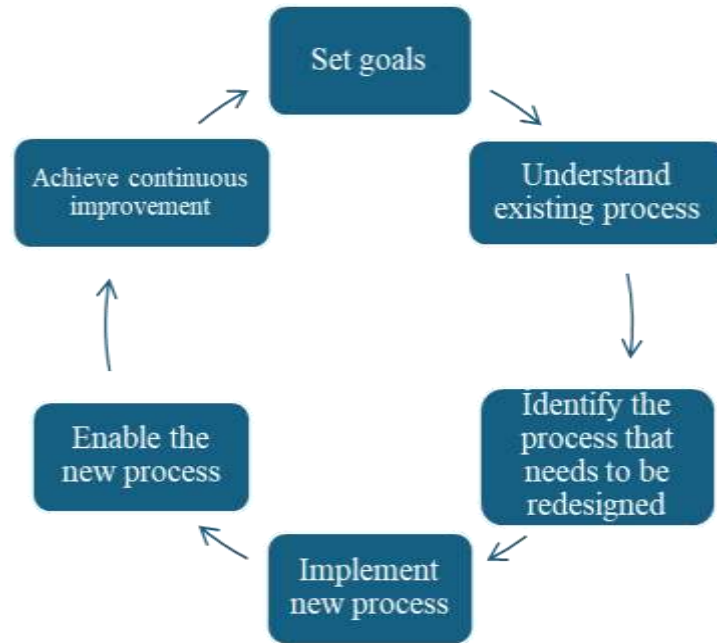 Set goals
Understand
existing process
Identify the
process that
needs to be
redesigned
Implement
new process
Enable the
new process
Achieve continuous
improvement